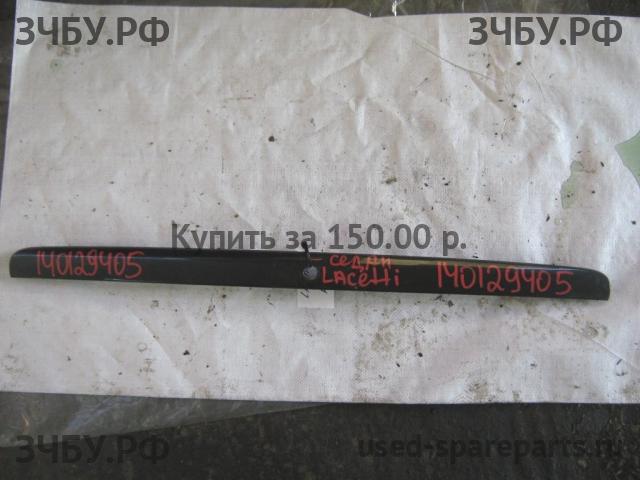 ЗЧБУ.РФ ЗЧБУ.РФ
Купить за 150.00 р.
140129405 седан 140129405
LAcetti
ЗЧБУ.РФ used-spareparts.ru